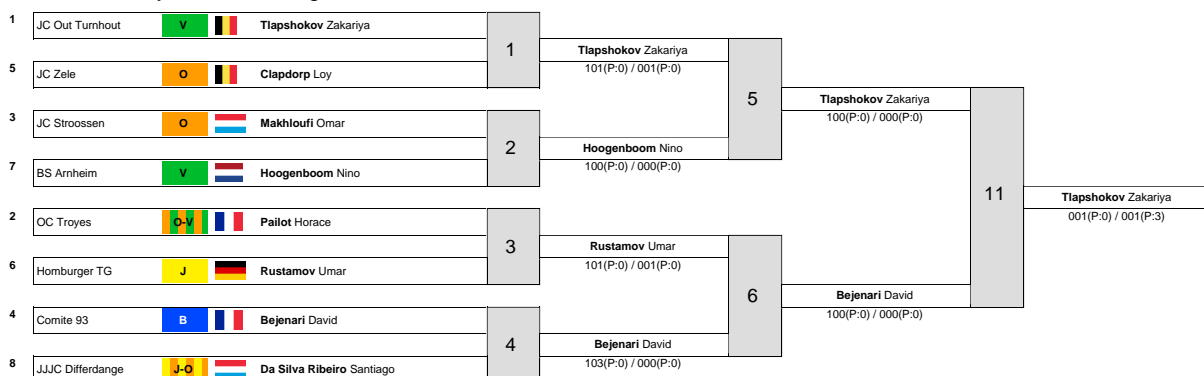 1 JC Out Turnhout V Tlapshokov Zakariya
1
Tlapshokov Zakariya
101(P:0) / 001(P:0)
5 JC Zele O Clapdorp Loy
5
Tlapshokov Zakariya
100(P:0) / 000(P:0)
3 JC Stroossen O Makhloufi Omar
2
Hoogenboom Nino
100(P:0) / 000(P:0)
7 BS Arnheim V Hoogenboom Nino
11
Tlapshokov Zakariya
001(P:0) / 001(P:3)
2 OC Troyes O-V Pailot Horace
3
Rustamov Umar
101(P:0) / 001(P:0)
6 Homburger TG J Rustamov Umar
6
Bejenari David
100(P:0) / 000(P:0)
4 Comite 93 B Bejenari David
4
Bejenari David
103(P:0) / 000(P:0)
8 JJJC Differdange J-O Da Silva Ribeiro Santiago